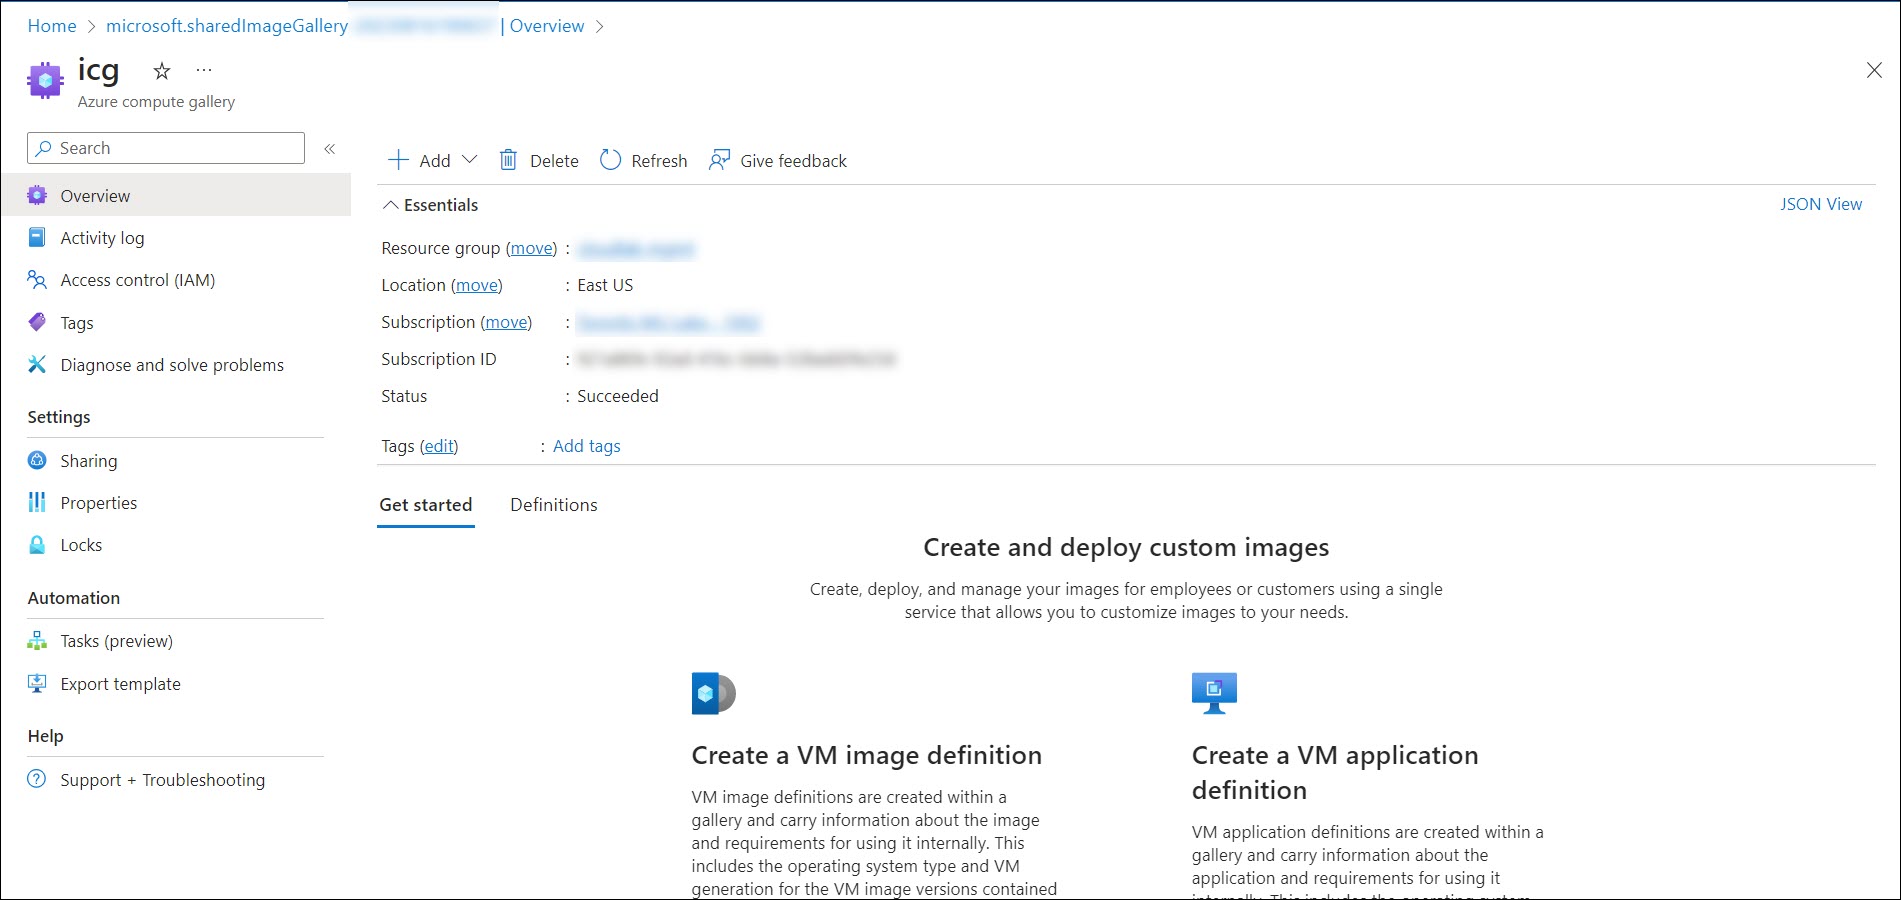 Home > microsoft.sharedImageGallery | Overview >
icg ☆ ...
Azure compute gallery
Search «
Add Delete Refresh Give feedback
Overview
Activity log
Access control (IAM)
Tags
Diagnose and solve problems
Settings
Sharing
Properties
Locks
Automation
Tasks (preview)
Export template
Help
Support + Troubleshooting
Essentials
JSON View
Resource group (move) :
Location (move) : East US
Subscription (move) :
Subscription ID :
Status : Succeeded
Tags (edit) : Add tags
Get started Definitions
Create and deploy custom images
Create, deploy, and manage your images for employees or customers using a single
service that allows you to customize images to your needs.
Create a VM image definition
VM image definitions are created within a
gallery and carry information about the image
and requirements for using it internally. This
includes the operating system type and VM
generation for the VM image versions contained
Create a VM application
definition
VM application definitions are created within a
gallery and carry information about the
application and requirements for using it
internally. This includes the operating system